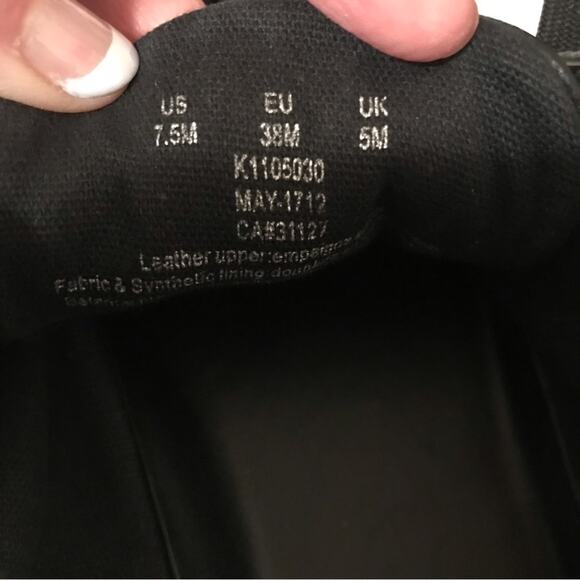 US EU UK
7.5M 38M 5M
K1105030
MAY-1712
CA#31127
Leather upper:
Fabric & Synthetic lining: